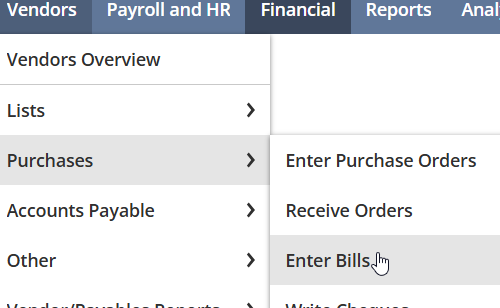 Vendors Payroll and HR Financial Reports
Vendors Overview
Lists
Purchases
Enter Purchase Orders
Accounts Payable
Receive Orders
Other
Enter Bills
Vendor/Payables Reports
Write Cheques